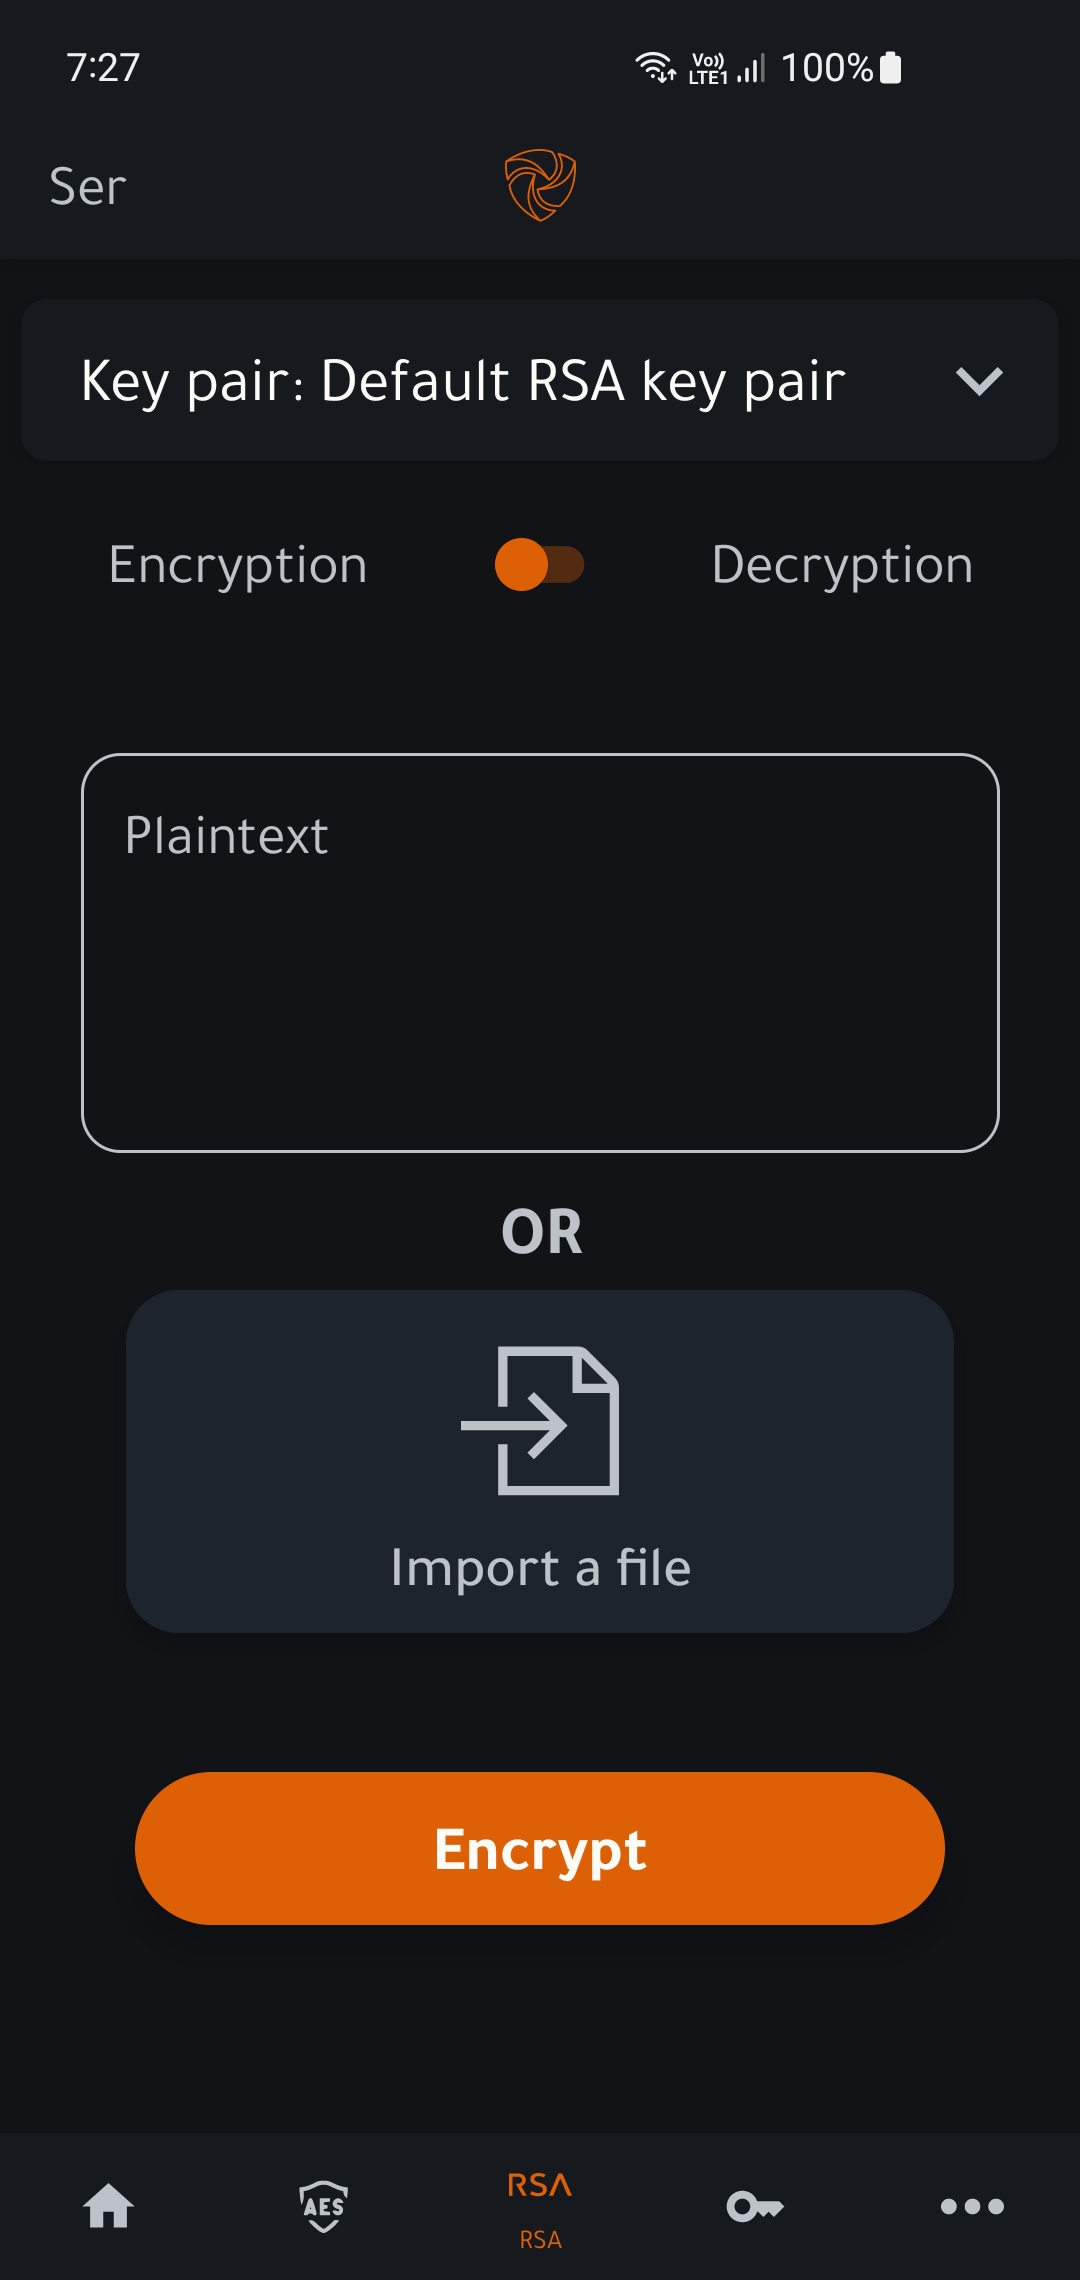 7:27
Vo))
LTE1
100%
Ser
Key pair: Default RSA key pair
Encryption
Decryption
Plaintext
OR
Import a file
Encrypt
AES
RSA
RSA